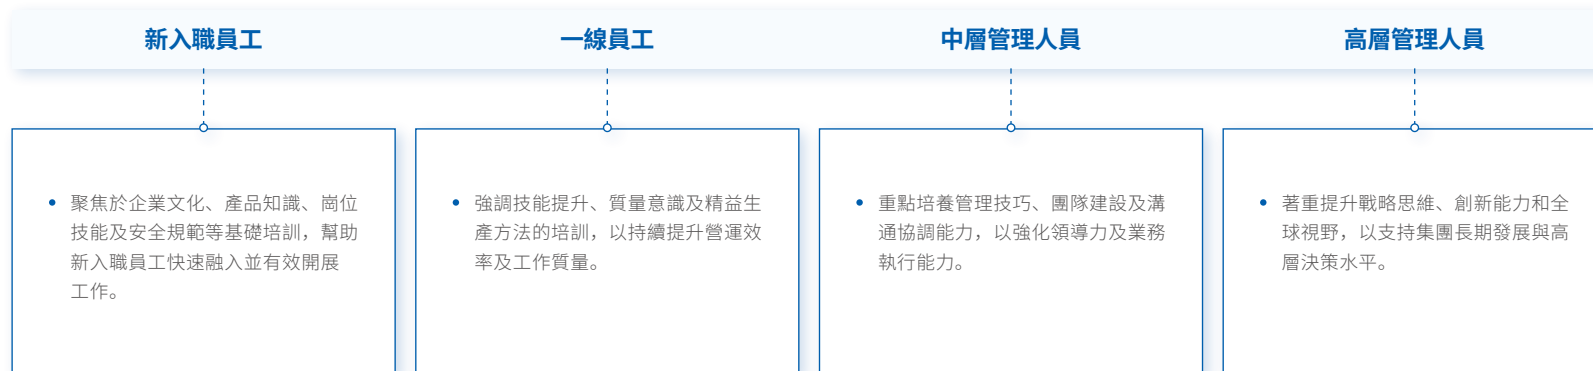 新入職員工
一線員工
中層管理人員
高層管理人員
• 聚焦於企業文化、產品知識、崗位
技能及安全規範等基礎培訓，幫助
新入職員工快速融入並有效開展
工作。
• 強調技能提升、質量意識及精益生
產方法的培訓，以持續提升營運效
率及工作質量。
• 重點培養管理技巧、團隊建設及溝
通協調能力，以強化領導力及業務
執行能力。
• 著重提升戰略思維、創新能力和全
球視野，以支持集團長期發展與高
層決策水平。